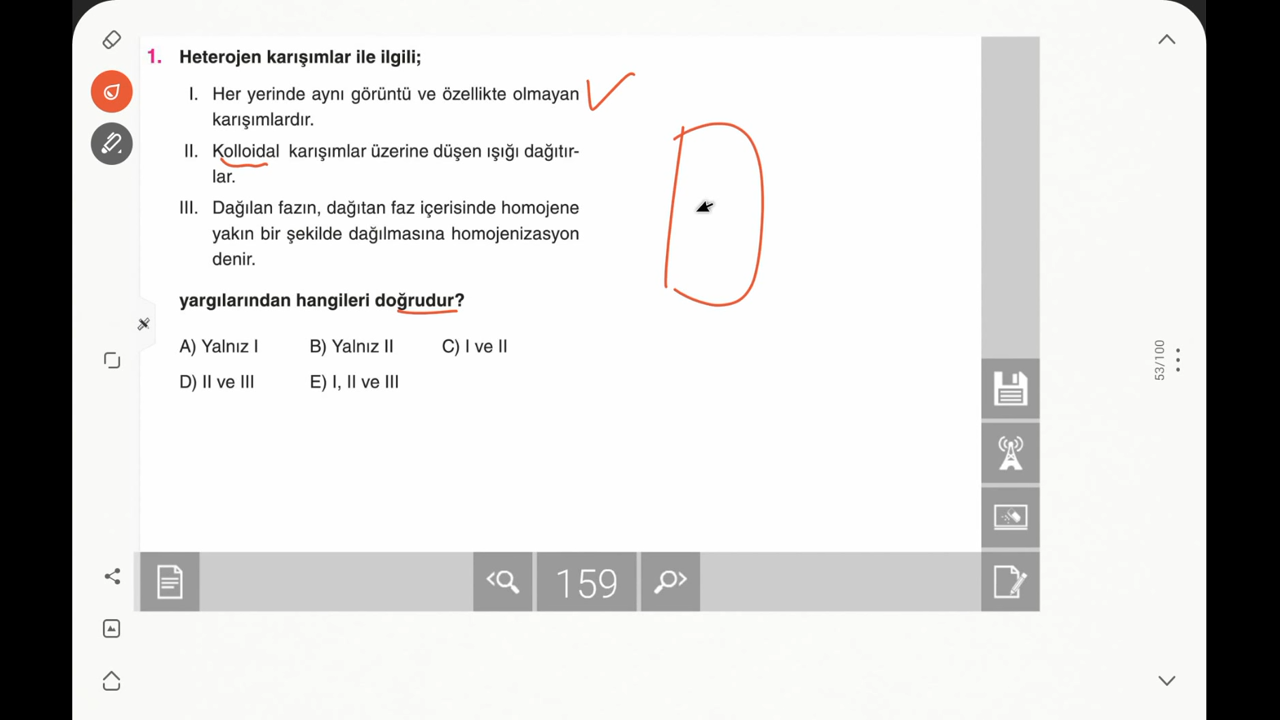 1. Heterojen karışımlar ile ilgili;
I. Her yerinde aynı görüntü ve özellikte olmayan
karışımlardır.
II. Kolloidal karışımlar üzerine düşen ışığı dağıtır-
lar.
III. Dağılan fazın, dağıtan faz içerisinde homojene
yakın bir şekilde dağılmasına homojenizasyon
denir.
yargılarından hangileri doğrudur?
A) Yalnız I B) Yalnız II C) I ve II
D) II ve III E) I, II ve III
53/100
159